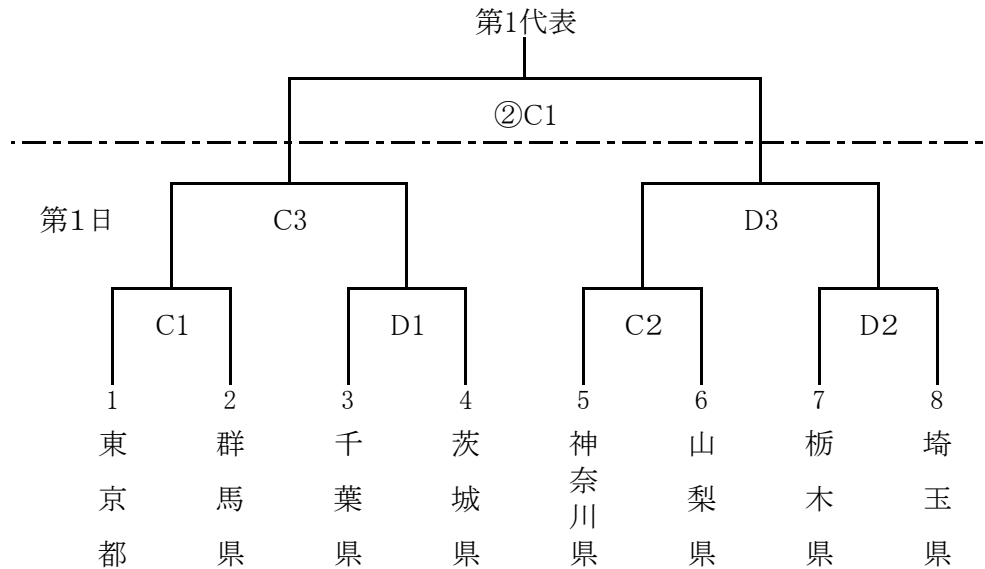 第1代表
②C1
第1日
C3
D3
C1
D1
C2
D2
1
2
3
4
5
6
7
8
東京都
群馬県
千葉県
茨城県
神奈川県
山梨県
栃木県
埼玉県